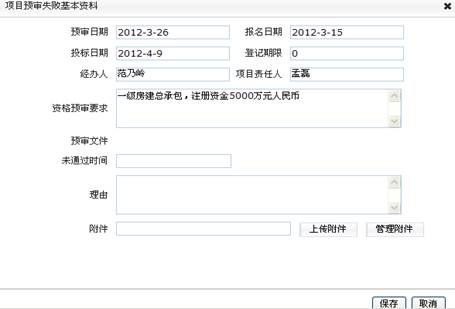 项目预审失败基本资料
预审日期 2012-3-26 报名日期 2012-3-15
投标日期 2012-4-9 登记期限 0
经办人 范乃岭 项目责任人 孟磊
资格预审要求 一级房建总承包，注册资金5000万元人民币
预审文件
未通过时间
理由
附件 上传附件 管理附件
保存 取消